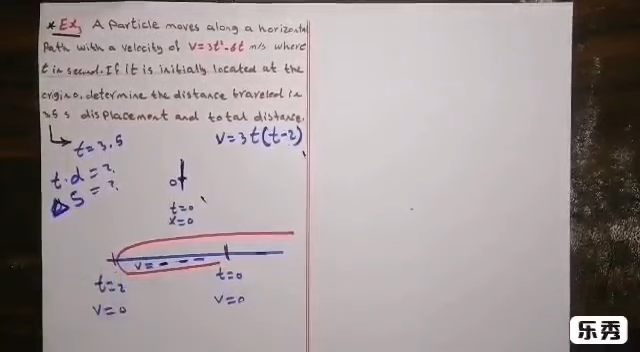 * Ex, A particle moves along a horizontal
Path with a velocity of v=3t²-6t m/s where
t in second. If it is initially located at the
origin o, determine the distance traveled in
3.5 s displacement and total distance.
t=3.5
v=3t(t-2)
t.d=?
ΔS=?
o
t=0
x=0
v= - - - -
t=2
t=0
v=0
v=0
乐秀